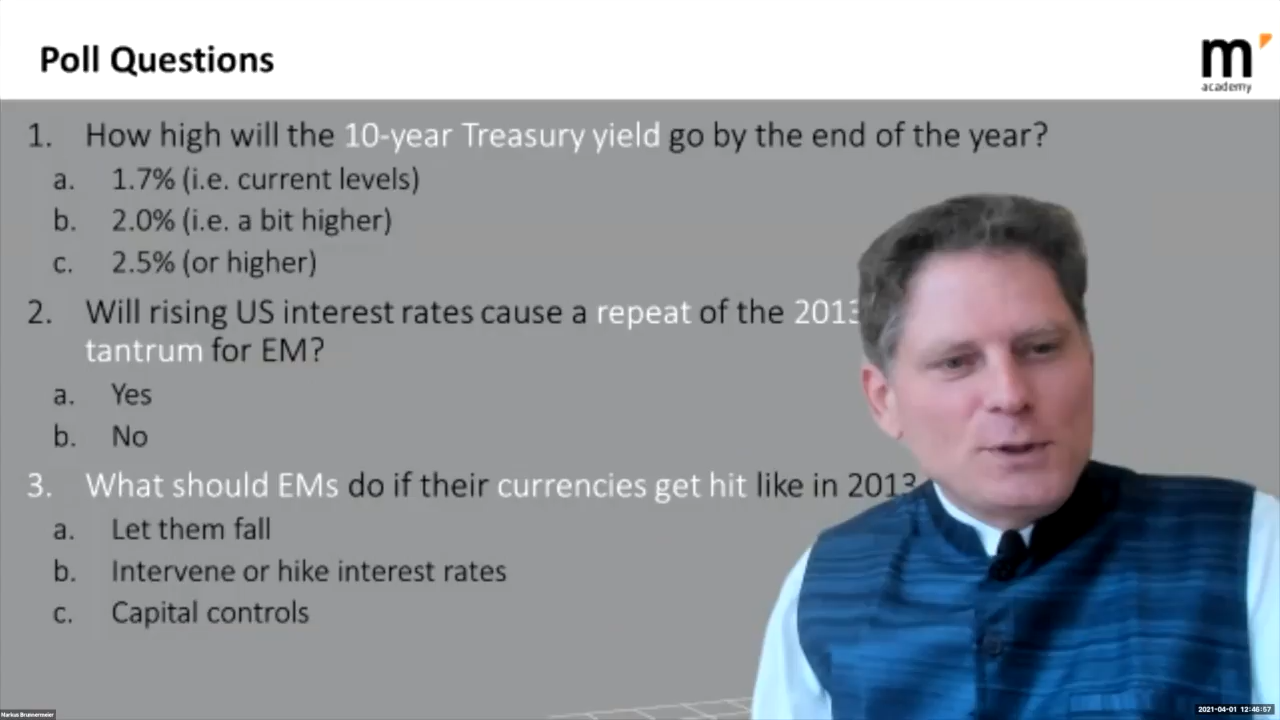 Poll Questions
m
academy
1. How high will the 10-year Treasury yield go by the end of the year?
a. 1.7% (i.e. current levels)
b. 2.0% (i.e. a bit higher)
c. 2.5% (or higher)
2. Will rising US interest rates cause a repeat of the 2013
tantrum for EM?
a. Yes
b. No
3. What should EMs do if their currencies get hit like in 2013
a. Let them fall
b. Intervene or hike interest rates
c. Capital controls
Markus Brunnermeier
2021-04-01 12:46:57